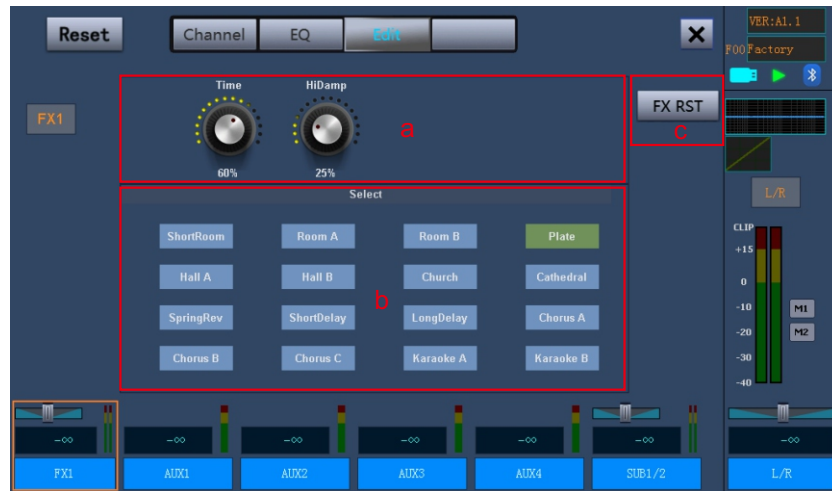 Reset
Channel EQ Edit
VER:A1.1
F00 Factory
FX1
Time HiDamp
60% 25%
a
FX RST
c
Select
ShortRoom Room A Room B Plate
Hall A Hall B Church Cathedral
SpringRev ShortDelay LongDelay Chorus A
Chorus B Chorus C Karaoke A Karaoke B
b
L/R
CLIP
+15
0
-10 M1
-20 M2
-30
-40
-∞ -∞ -∞ -∞ -∞ -∞ -∞
FX1 AUX1 AUX2 AUX3 AUX4 SUB1/2 L/R